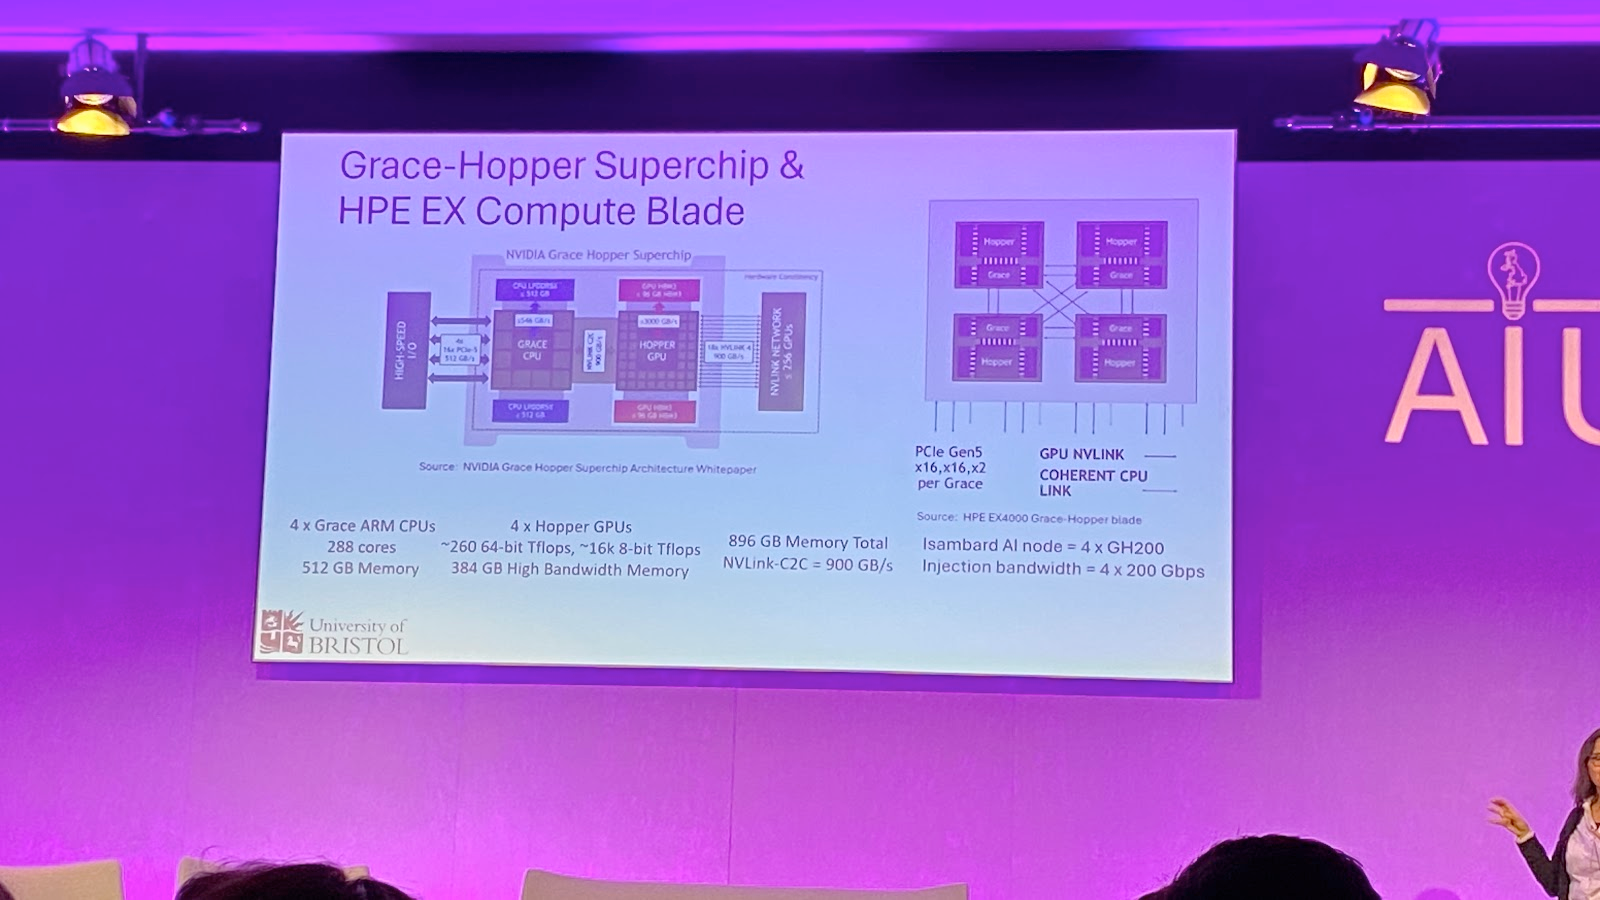 Grace-Hopper Superchip &
HPE EX Compute Blade
NVIDIA Grace Hopper Superchip
Hardware Consistency
HIGH-SPEED
I/O
4x
16x PCIe-5
512 GB/s
CPU LPDDR5X
≤ 512 GB
≤546 GB/s
GRACE
CPU
CPU LPDDR5X
≤ 512 GB
NVLINK C2C
900 GB/s
GPU HBM3
≤ 96 GB HBM3
≤3000 GB/s
HOPPER
GPU
GPU HBM3
≤ 96 GB HBM3
18x NVLINK 4
900 GB/s
NVLINK NETWORK
≤ 256 GPUs
Source: NVIDIA Grace Hopper Superchip Architecture Whitepaper
Hopper
Grace
Hopper
Grace
Grace
Hopper
Grace
Hopper
PCIe Gen5
x16,x16,x2
per Grace
GPU NVLINK
COHERENT CPU
LINK
Source: HPE EX4000 Grace-Hopper blade
4 x Grace ARM CPUs
288 cores
512 GB Memory
4 x Hopper GPUs
~260 64-bit Tflops, ~16k 8-bit Tflops
384 GB High Bandwidth Memory
896 GB Memory Total
NVLink-C2C = 900 GB/s
Isambard AI node = 4 x GH200
Injection bandwidth = 4 x 200 Gbps
University of
BRISTOL
AIU